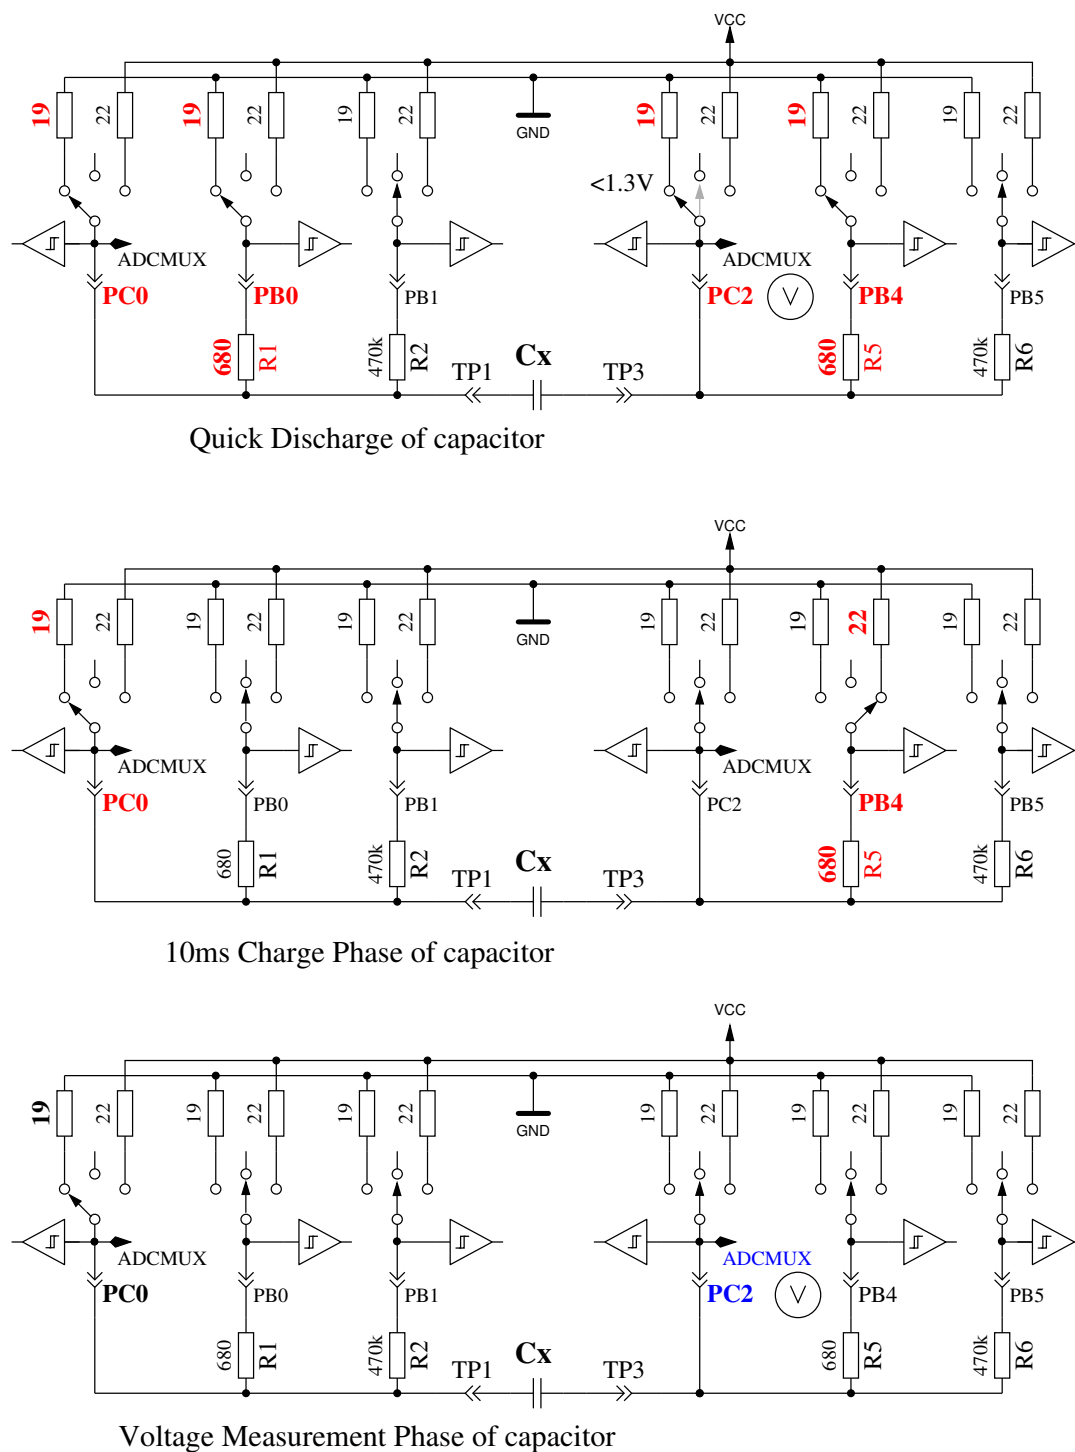 VCC
19 22 19 22 19 22 19 22 19 22 19 22
GND
<1.3V
ADCMUX ADCMUX
PC0 PB0 PB1 PC2 V PB4 PB5
680 R1 470k R2 680 R5 470k R6
TP1 Cx TP3
Quick Discharge of capacitor
VCC
19 22 19 22 19 22 19 22 19 22 19 22
GND
ADCMUX ADCMUX
PC0 PB0 PB1 PC2 PB4 PB5
680 R1 470k R2 680 R5 470k R6
TP1 Cx TP3
10ms Charge Phase of capacitor
VCC
19 22 19 22 19 22 19 22 19 22 19 22
GND
ADCMUX ADCMUX
PC0 PB0 PB1 PC2 V PB4 PB5
680 R1 470k R2 680 R5 470k R6
TP1 Cx TP3
Voltage Measurement Phase of capacitor